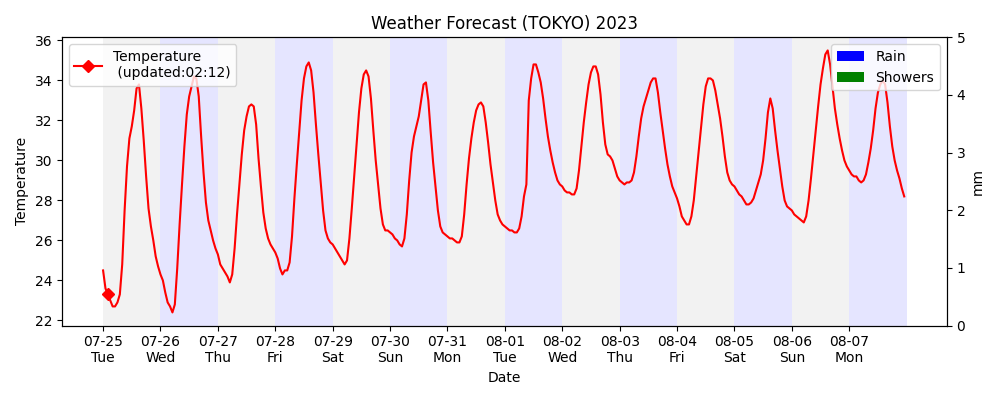 Weather Forecast (TOKYO) 2023
Temperature
(updated:02:12)
Rain
Showers
Temperature
36
34
32
30
28
26
24
22
5
4
3
2
1
0
mm
07-25 07-26 07-27 07-28 07-29 07-30 07-31 08-01 08-02 08-03 08-04 08-05 08-06 08-07
Tue Wed Thu Fri Sat Sun Mon Tue Wed Thu Fri Sat Sun Mon
Date